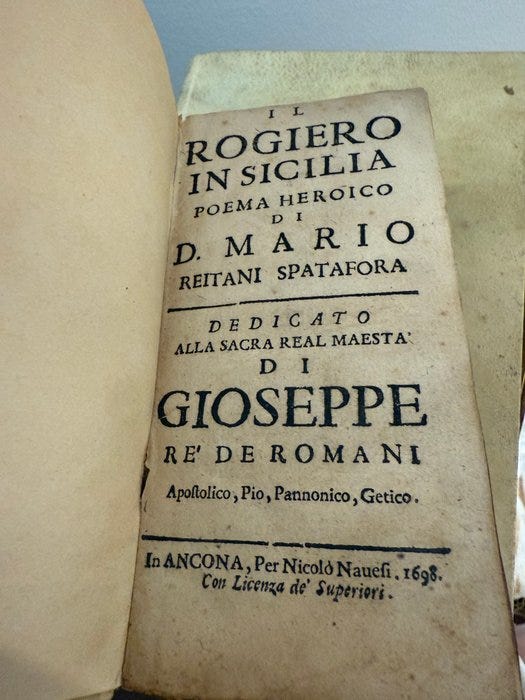 IL
ROGIERO
IN SICILIA
POEMA HEROICO
DI
D. MARIO
REITANI SPATAFORA
DEDICATO
ALLA SACRA REAL MAESTA'
DI
GIOSEPPE
RE' DE ROMANI
Apoſtolico, Pio, Pannonico, Getico.
In ANCONA, Per Nicolò Naueſi. 1698.
Con Licenza de' Superiori.